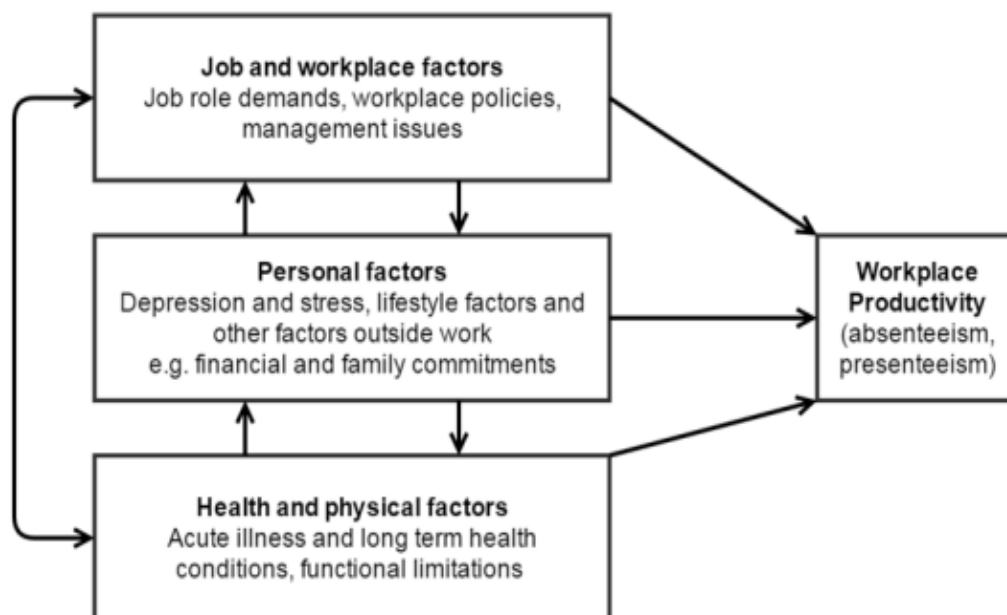 Job and workplace factors
Job role demands, workplace policies,
management issues
Personal factors
Depression and stress, lifestyle factors and
other factors outside work
e.g. financial and family commitments
Health and physical factors
Acute illness and long term health
conditions, functional limitations
Workplace
Productivity
(absenteeism,
presenteeism)